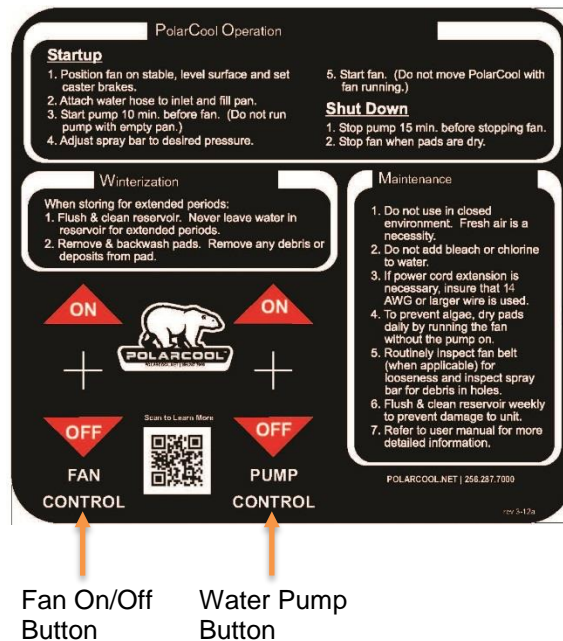 PolarCool Operation
Startup
1. Position fan on stable, level surface and set
caster brakes.
2. Attach water hose to inlet and fill pan.
3. Start pump 10 min. before fan. (Do not run
pump with empty pan.)
4. Adjust spray bar to desired pressure.
5. Start fan. (Do not move PolarCool with
fan running.)
Shut Down
1. Stop pump 15 min. before stopping fan.
2. Stop fan when pads are dry.
Winterization
When storing for extended periods:
1. Flush & clean reservoir. Never leave water in
reservoir for extended periods.
2. Remove & backwash pads. Remove any debris or
deposits from pad.
Maintenance
1. Do not use in closed
environment. Fresh air is a
necessity.
2. Do not add bleach or chlorine
to water.
3. If power cord extension is
necessary, insure that 14
AWG or larger wire is used.
4. To prevent algae, dry pads
daily by running the fan
without the pump on.
5. Routinely inspect fan belt
(when applicable) for
looseness and inspect spray
bar for debris in holes.
6. Flush & clean reservoir weekly
to prevent damage to unit.
7. Refer to user manual for more
detailed information.
ON
ON
POLARCOOL
Scan to Learn More
OFF
OFF
FAN
CONTROL
PUMP
CONTROL
POLARCOOL.NET | 256.287.7000
rev 3-12a
Fan On/Off
Button
Water Pump
Button